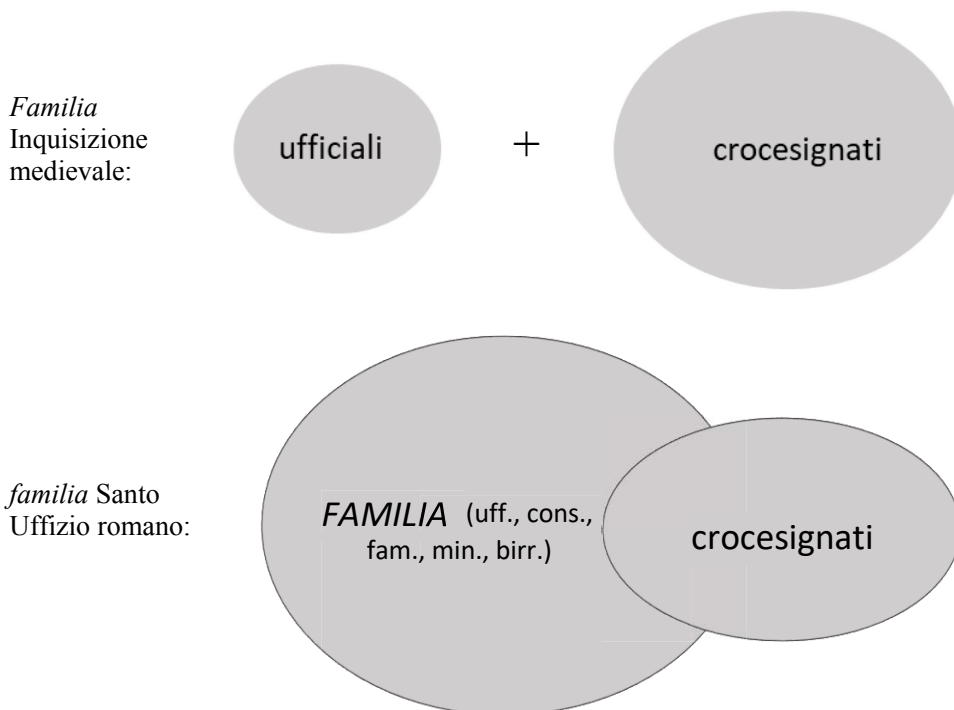 Familia
Inquisizione
medievale:
ufficiali + crocesignati
familia Santo
Uffizio romano:
FAMILIA (uff., cons.,
fam., min., birr.)
crocesignati